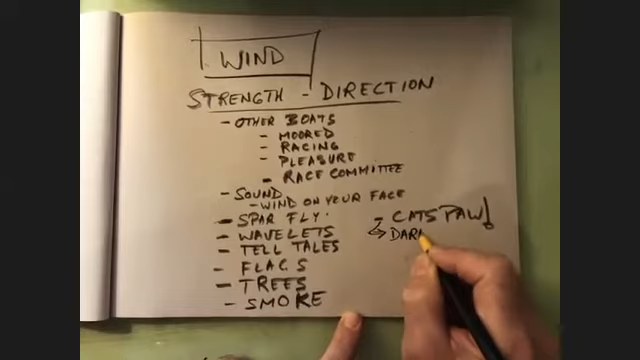 WIND
STRENGTH - DIRECTION
- OTHER BOATS
- MOORED
- RACING
- PLEASURE
- RACE COMMITTEE
- SOUND
- WIND ON YOUR FACE
- SPAR FLY.
- WAVELETS
- TELL TALES
- FLAGS
- TREES
- SMOKE
- CATSPAW!
→ DAR